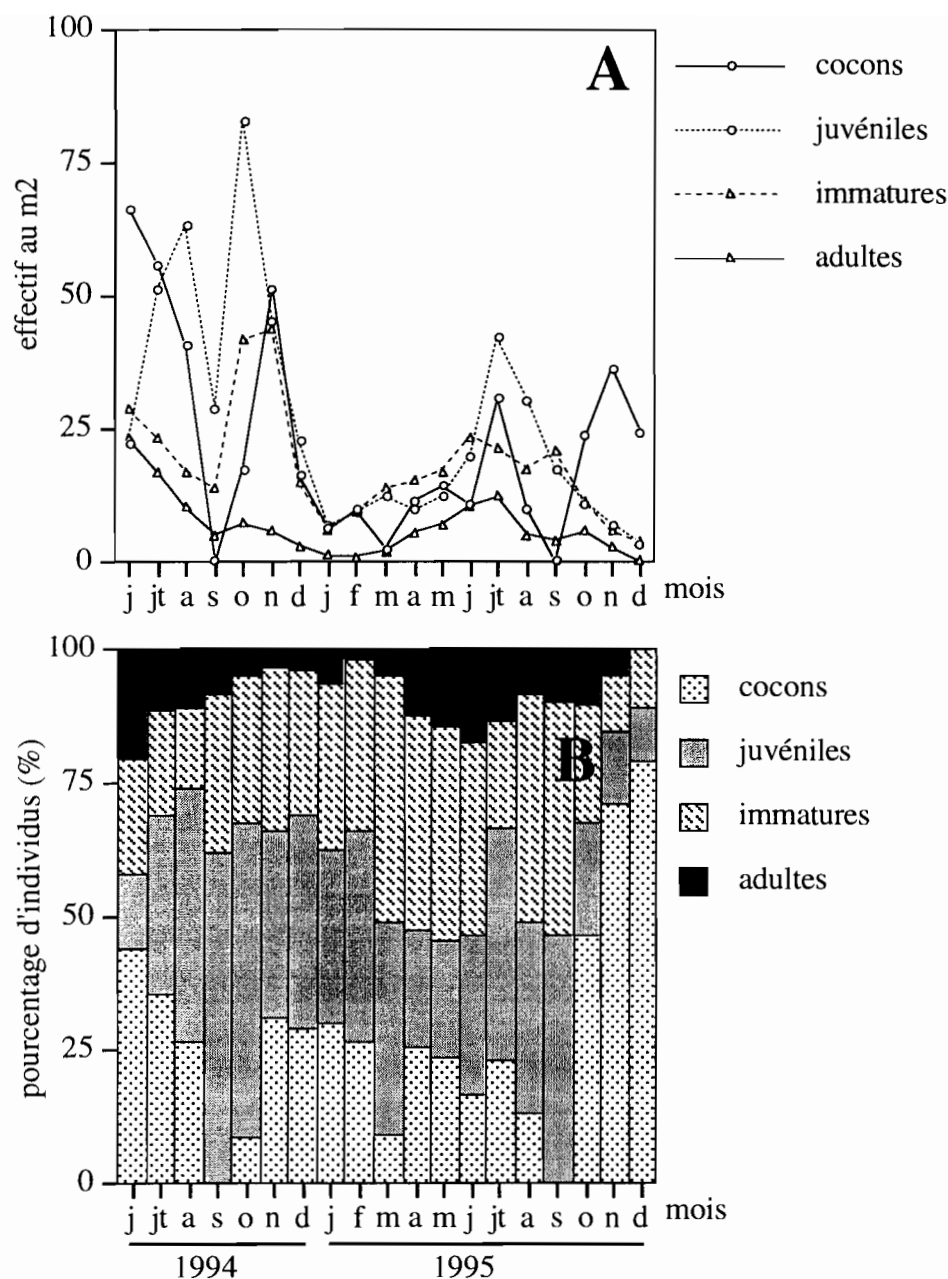 100
A
cocons
juvéniles
75
immatures
adultes
effectif au m2
50
25
0
j jt a s o n d j f m a m j jt a s o n d mois
100
cocons
juvéniles
75
B
immatures
adultes
pourcentage d'individus (%)
50
25
0
j jt a s o n d j f m a m j jt a s o n d mois
1994 1995